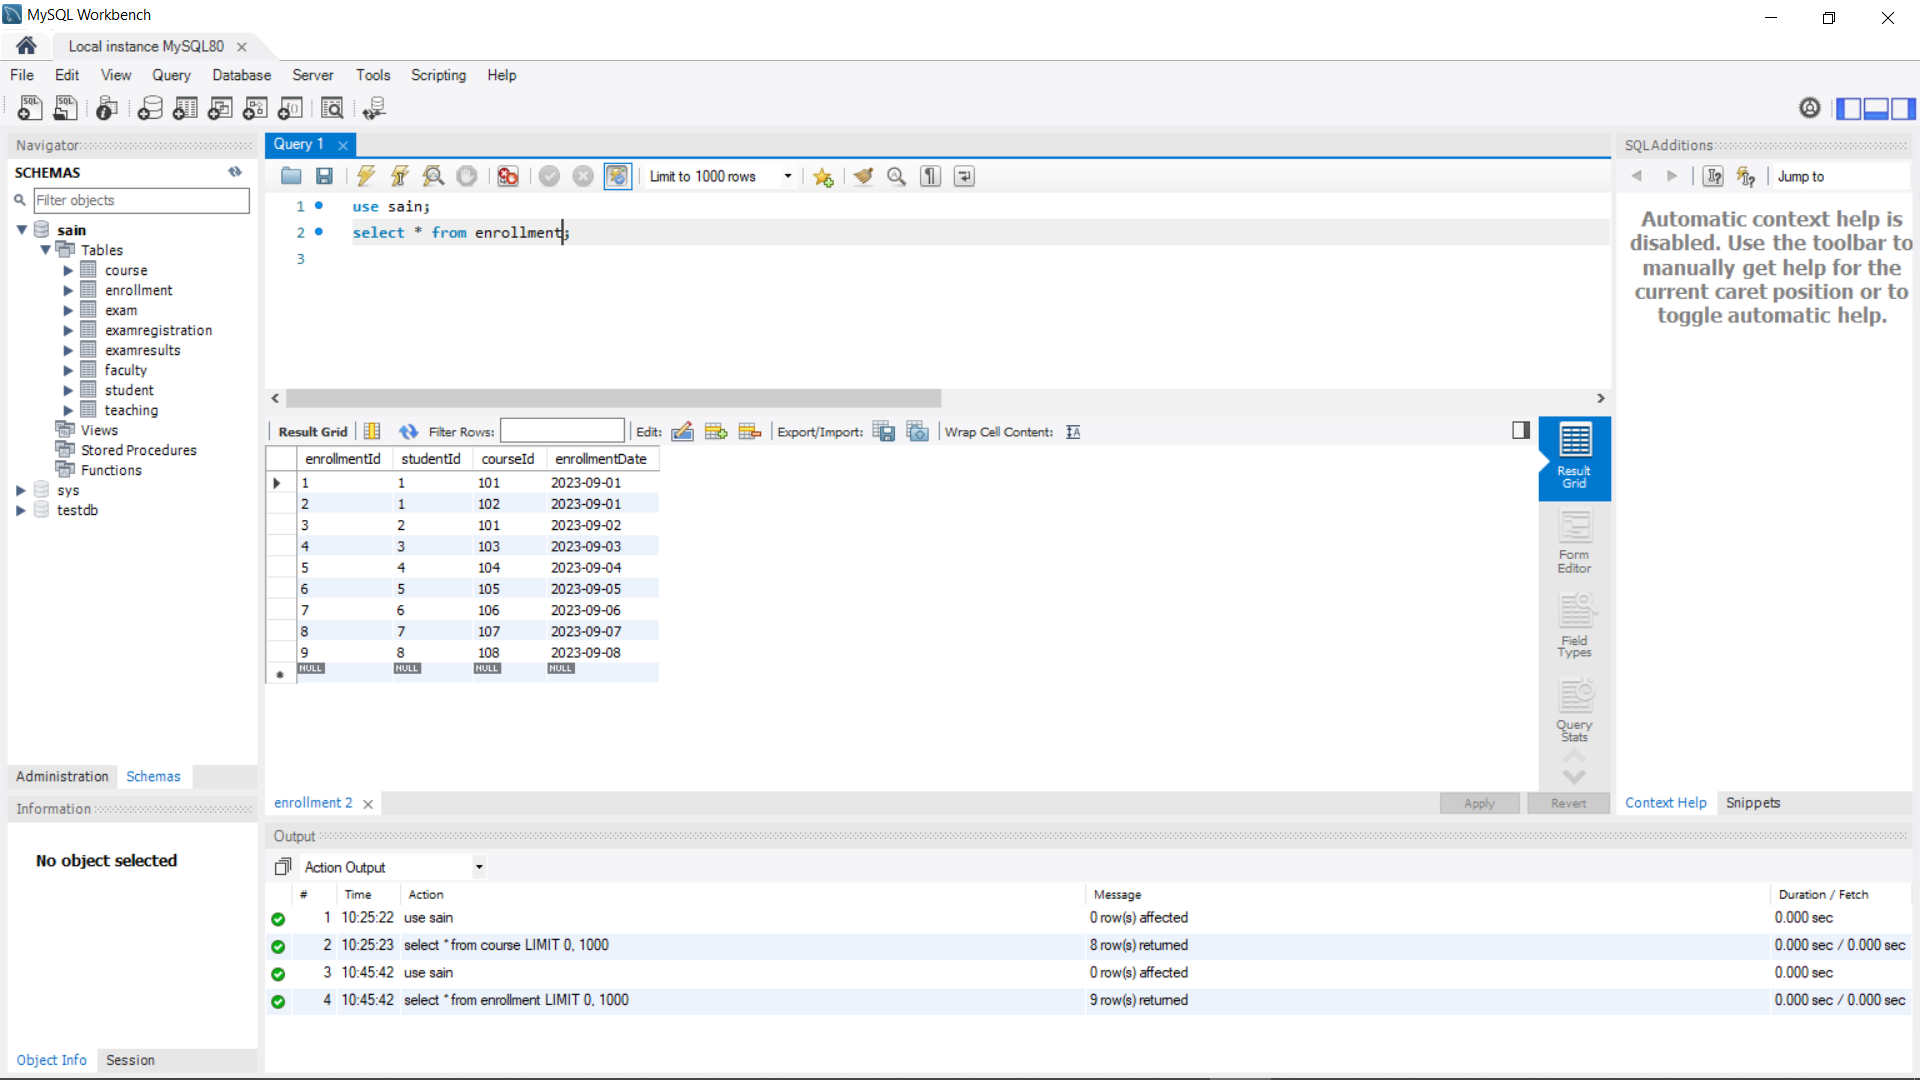 MySQL Workbench
Local instance MySQL80
File Edit View Query Database Server Tools Scripting Help
Navigator
SCHEMAS
Filter objects
sain
Tables
course
enrollment
exam
examregistration
examresults
faculty
student
teaching
Views
Stored Procedures
Functions
sys
testdb
Administration Schemas
Information
No object selected
Object Info Session
Query 1
Limit to 1000 rows
1 use sain;
2 select * from enrollment;
3
Result Grid Filter Rows: Edit: Export/Import: Wrap Cell Content:
enrollmentId studentId courseId enrollmentDate
1 1 101 2023-09-01
2 1 102 2023-09-01
3 2 101 2023-09-02
4 3 103 2023-09-03
5 4 104 2023-09-04
6 5 105 2023-09-05
7 6 106 2023-09-06
8 7 107 2023-09-07
9 8 108 2023-09-08
NULL NULL NULL NULL
Result
Grid
Form
Editor
Field
Types
Query
Stats
enrollment 2
Apply Revert
SQLAdditions
Jump to
Automatic context help is
disabled. Use the toolbar to
manually get help for the
current caret position or to
toggle automatic help.
Context Help Snippets
Output
Action Output
# Time Action Message Duration / Fetch
1 10:25:22 use sain 0 row(s) affected 0.000 sec
2 10:25:23 select * from course LIMIT 0, 1000 8 row(s) returned 0.000 sec / 0.000 sec
3 10:45:42 use sain 0 row(s) affected 0.000 sec
4 10:45:42 select * from enrollment LIMIT 0, 1000 9 row(s) returned 0.000 sec / 0.000 sec